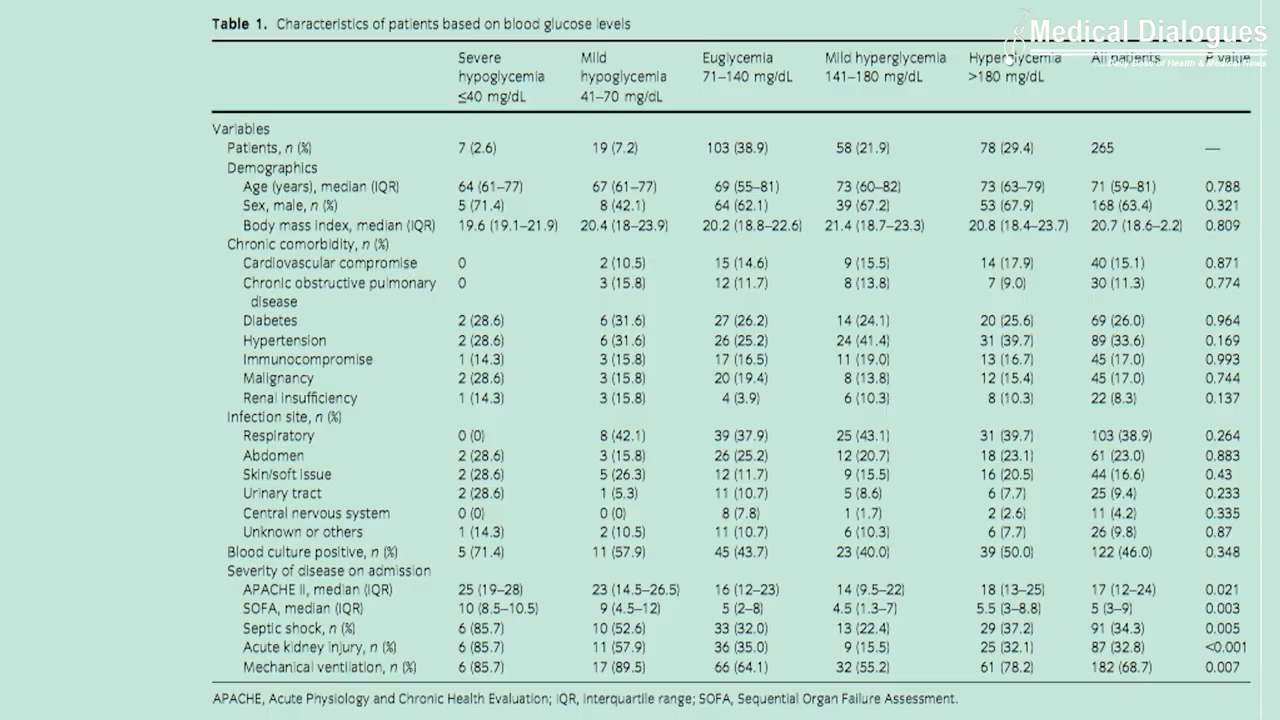 Table 1. Characteristics of patients based on blood glucose levels
Medical Dialogues
Daily Dose of Health & Medical News
Severe hypoglycemia ≤40 mg/dL Mild hypoglycemia 41–70 mg/dL Euglycemia 71–140 mg/dL Mild hyperglycemia 141–180 mg/dL Hyperglycemia >180 mg/dL All patients P value
Variables
Patients, n (%) 7 (2.6) 19 (7.2) 103 (38.9) 58 (21.9) 78 (29.4) 265 —
Demographics
Age (years), median (IQR) 64 (61–77) 67 (61–77) 69 (55–81) 73 (60–82) 73 (63–79) 71 (59–81) 0.788
Sex, male, n (%) 5 (71.4) 8 (42.1) 64 (62.1) 39 (67.2) 53 (67.9) 168 (63.4) 0.321
Body mass index, median (IQR) 19.6 (19.1–21.9) 20.4 (18–23.9) 20.2 (18.8–22.6) 21.4 (18.7–23.3) 20.8 (18.4–23.7) 20.7 (18.6–2.2) 0.809
Chronic comorbidity, n (%)
Cardiovascular compromise 0 2 (10.5) 15 (14.6) 9 (15.5) 14 (17.9) 40 (15.1) 0.871
Chronic obstructive pulmonary 0 3 (15.8) 12 (11.7) 8 (13.8) 7 (9.0) 30 (11.3) 0.774
disease
Diabetes 2 (28.6) 6 (31.6) 27 (26.2) 14 (24.1) 20 (25.6) 69 (26.0) 0.964
Hypertension 2 (28.6) 6 (31.6) 26 (25.2) 24 (41.4) 31 (39.7) 89 (33.6) 0.169
Immunocompromise 1 (14.3) 3 (15.8) 17 (16.5) 11 (19.0) 13 (16.7) 45 (17.0) 0.993
Malignancy 2 (28.6) 3 (15.8) 20 (19.4) 8 (13.8) 12 (15.4) 45 (17.0) 0.744
Renal insufficiency 1 (14.3) 3 (15.8) 4 (3.9) 6 (10.3) 8 (10.3) 22 (8.3) 0.137
Infection site, n (%)
Respiratory 0 (0) 8 (42.1) 39 (37.9) 25 (43.1) 31 (39.7) 103 (38.9) 0.264
Abdomen 2 (28.6) 3 (15.8) 26 (25.2) 12 (20.7) 18 (23.1) 61 (23.0) 0.883
Skin/soft issue 2 (28.6) 5 (26.3) 12 (11.7) 9 (15.5) 16 (20.5) 44 (16.6) 0.43
Urinary tract 2 (28.6) 1 (5.3) 11 (10.7) 5 (8.6) 6 (7.7) 25 (9.4) 0.233
Central nervous system 0 (0) 0 (0) 8 (7.8) 1 (1.7) 2 (2.6) 11 (4.2) 0.335
Unknown or others 1 (14.3) 2 (10.5) 11 (10.7) 6 (10.3) 6 (7.7) 26 (9.8) 0.87
Blood culture positive, n (%) 5 (71.4) 11 (57.9) 45 (43.7) 23 (40.0) 39 (50.0) 122 (46.0) 0.348
Severity of disease on admission
APACHE II, median (IQR) 25 (19–28) 23 (14.5–26.5) 16 (12–23) 14 (9.5–22) 18 (13–25) 17 (12–24) 0.021
SOFA, median (IQR) 10 (8.5–10.5) 9 (4.5–12) 5 (2–8) 4.5 (1.3–7) 5.5 (3–8.8) 5 (3–9) 0.003
Septic shock, n (%) 6 (85.7) 10 (52.6) 33 (32.0) 13 (22.4) 29 (37.2) 91 (34.3) 0.005
Acute kidney injury, n (%) 6 (85.7) 11 (57.9) 36 (35.0) 9 (15.5) 25 (32.1) 87 (32.8) <0.001
Mechanical ventilation, n (%) 6 (85.7) 17 (89.5) 66 (64.1) 32 (55.2) 61 (78.2) 182 (68.7) 0.007
APACHE, Acute Physiology and Chronic Health Evaluation; IQR, interquartile range; SOFA, Sequential Organ Failure Assessment.